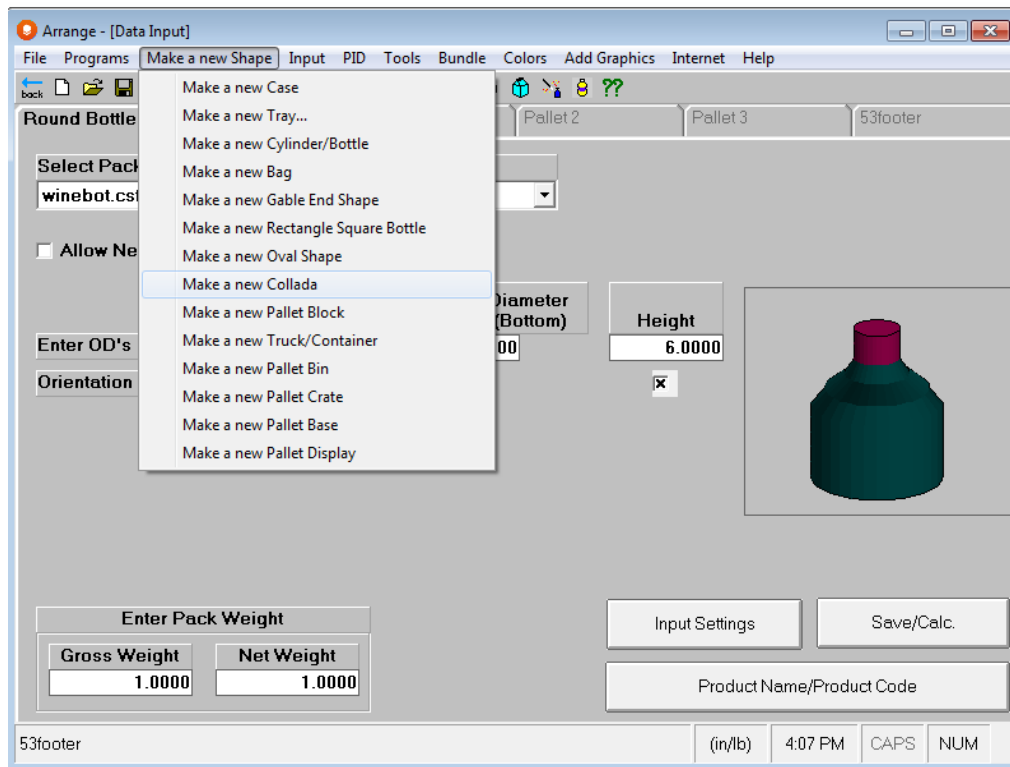 Arrange - [Data Input]
File Programs Make a new Shape Input PID Tools Bundle Colors Add Graphics Internet Help
back ??
Make a new Case
Make a new Tray...
Make a new Cylinder/Bottle
Make a new Bag
Make a new Gable End Shape
Make a new Rectangle Square Bottle
Make a new Oval Shape
Make a new Collada
Make a new Pallet Block
Make a new Truck/Container
Make a new Pallet Bin
Make a new Pallet Crate
Make a new Pallet Base
Make a new Pallet Display
Round Bottle Pallet 2 Pallet 3 53footer
Select Pack
winebot.cst
Allow Ne
Diameter
(Bottom) Height
Enter OD's 00 6.0000
Orientation
Enter Pack Weight
Gross Weight Net Weight
1.0000 1.0000
Input Settings Save/Calc.
Product Name/Product Code
53footer (in/lb) 4:07 PM CAPS NUM